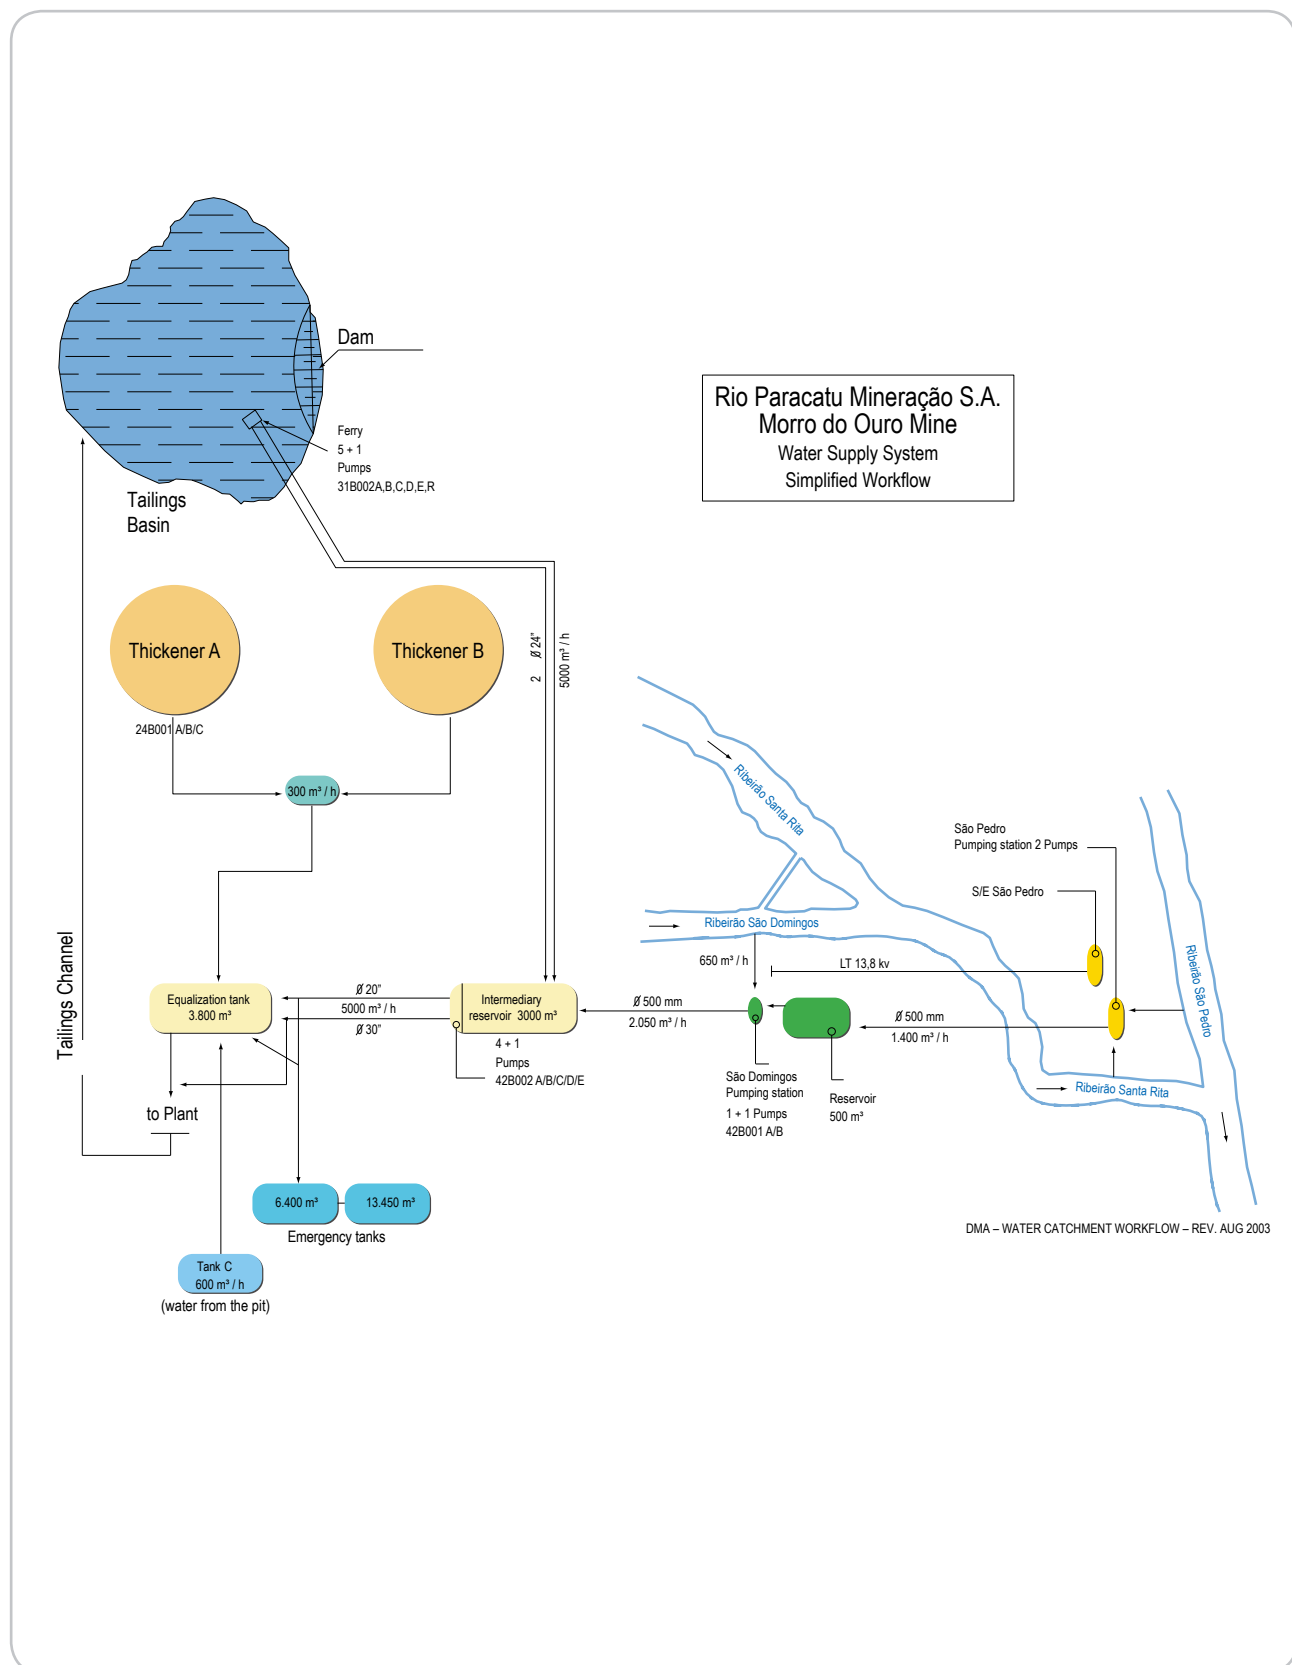 Rio Paracatu Mineração S.A.
Morro do Ouro Mine
Water Supply System
Simplified Workflow
Dam
Ferry
5 + 1
Pumps
31B002A,B,C,D,E,R
Tailings
Basin
Thickener A
Thickener B
24B001 A/B/C
2 Ø 24"
5000 m³ / h
300 m³ / h
Tailings Channel
Equalization tank
3.800 m³
Ø 20"
5000 m³ / h
Ø 30"
Intermediary
reservoir 3000 m³
4 + 1
Pumps
42B002 A/B/C/D/E
to Plant
6.400 m³
13.450 m³
Emergency tanks
Tank C
600 m³ / h
(water from the pit)
Ribeirão Santa Rita
Ribeirão São Domingos
650 m³ / h
LT 13,8 kv
Ø 500 mm
2.050 m³ / h
São Domingos
Pumping station
1 + 1 Pumps
42B001 A/B
Reservoir
500 m³
Ø 500 mm
1.400 m³ / h
São Pedro
Pumping station 2 Pumps
S/E São Pedro
Ribeirão São Pedro
Ribeirão Santa Rita
DMA – WATER CATCHMENT WORKFLOW – REV. AUG 2003